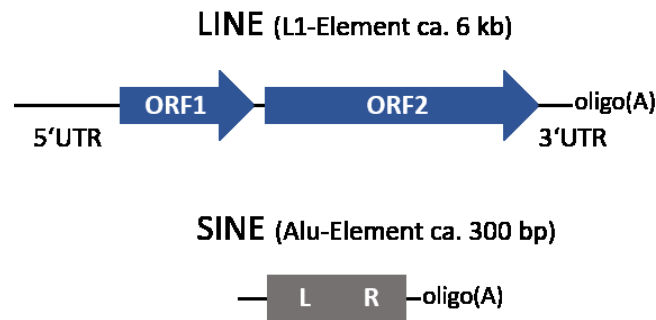 LINE (L1-Element ca. 6 kb)
ORF1 ORF2 oligo(A)
5‘UTR 3‘UTR
SINE (Alu-Element ca. 300 bp)
L R oligo(A)